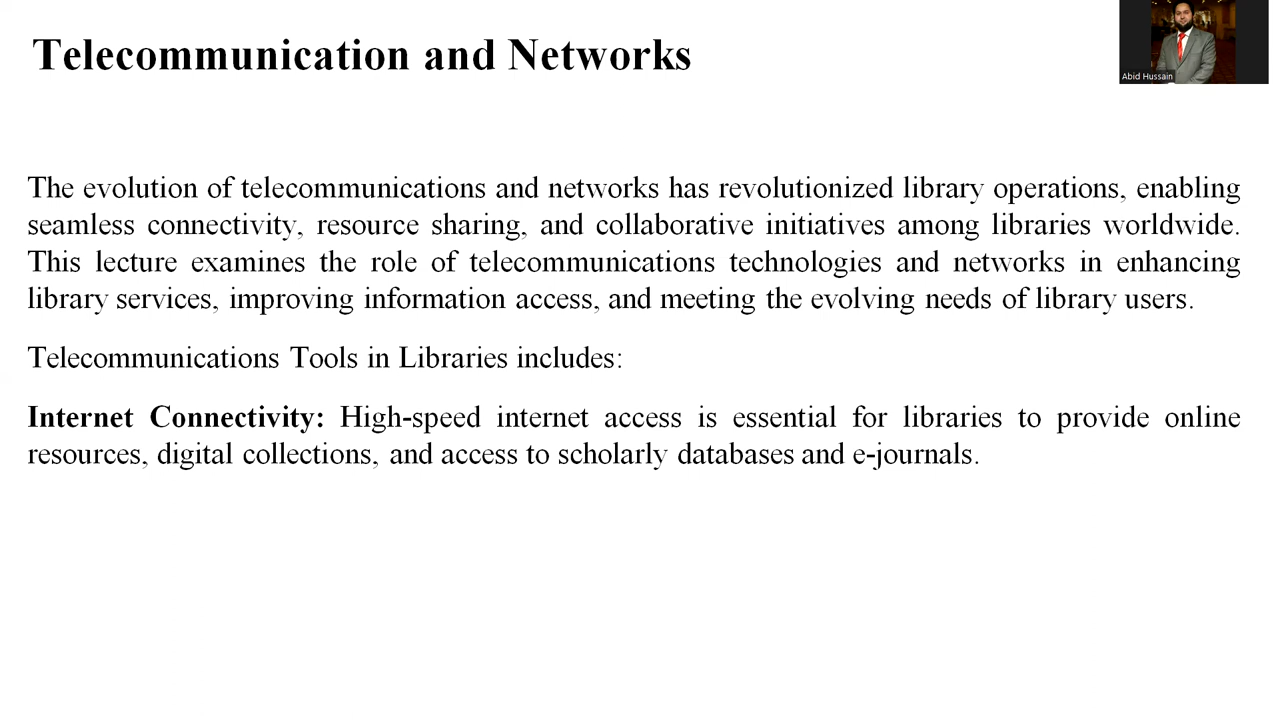 Telecommunication and Networks
Abid Hussain
The evolution of telecommunications and networks has revolutionized library operations, enabling
seamless connectivity, resource sharing, and collaborative initiatives among libraries worldwide.
This lecture examines the role of telecommunications technologies and networks in enhancing
library services, improving information access, and meeting the evolving needs of library users.
Telecommunications Tools in Libraries includes:
Internet Connectivity: High-speed internet access is essential for libraries to provide online
resources, digital collections, and access to scholarly databases and e-journals.